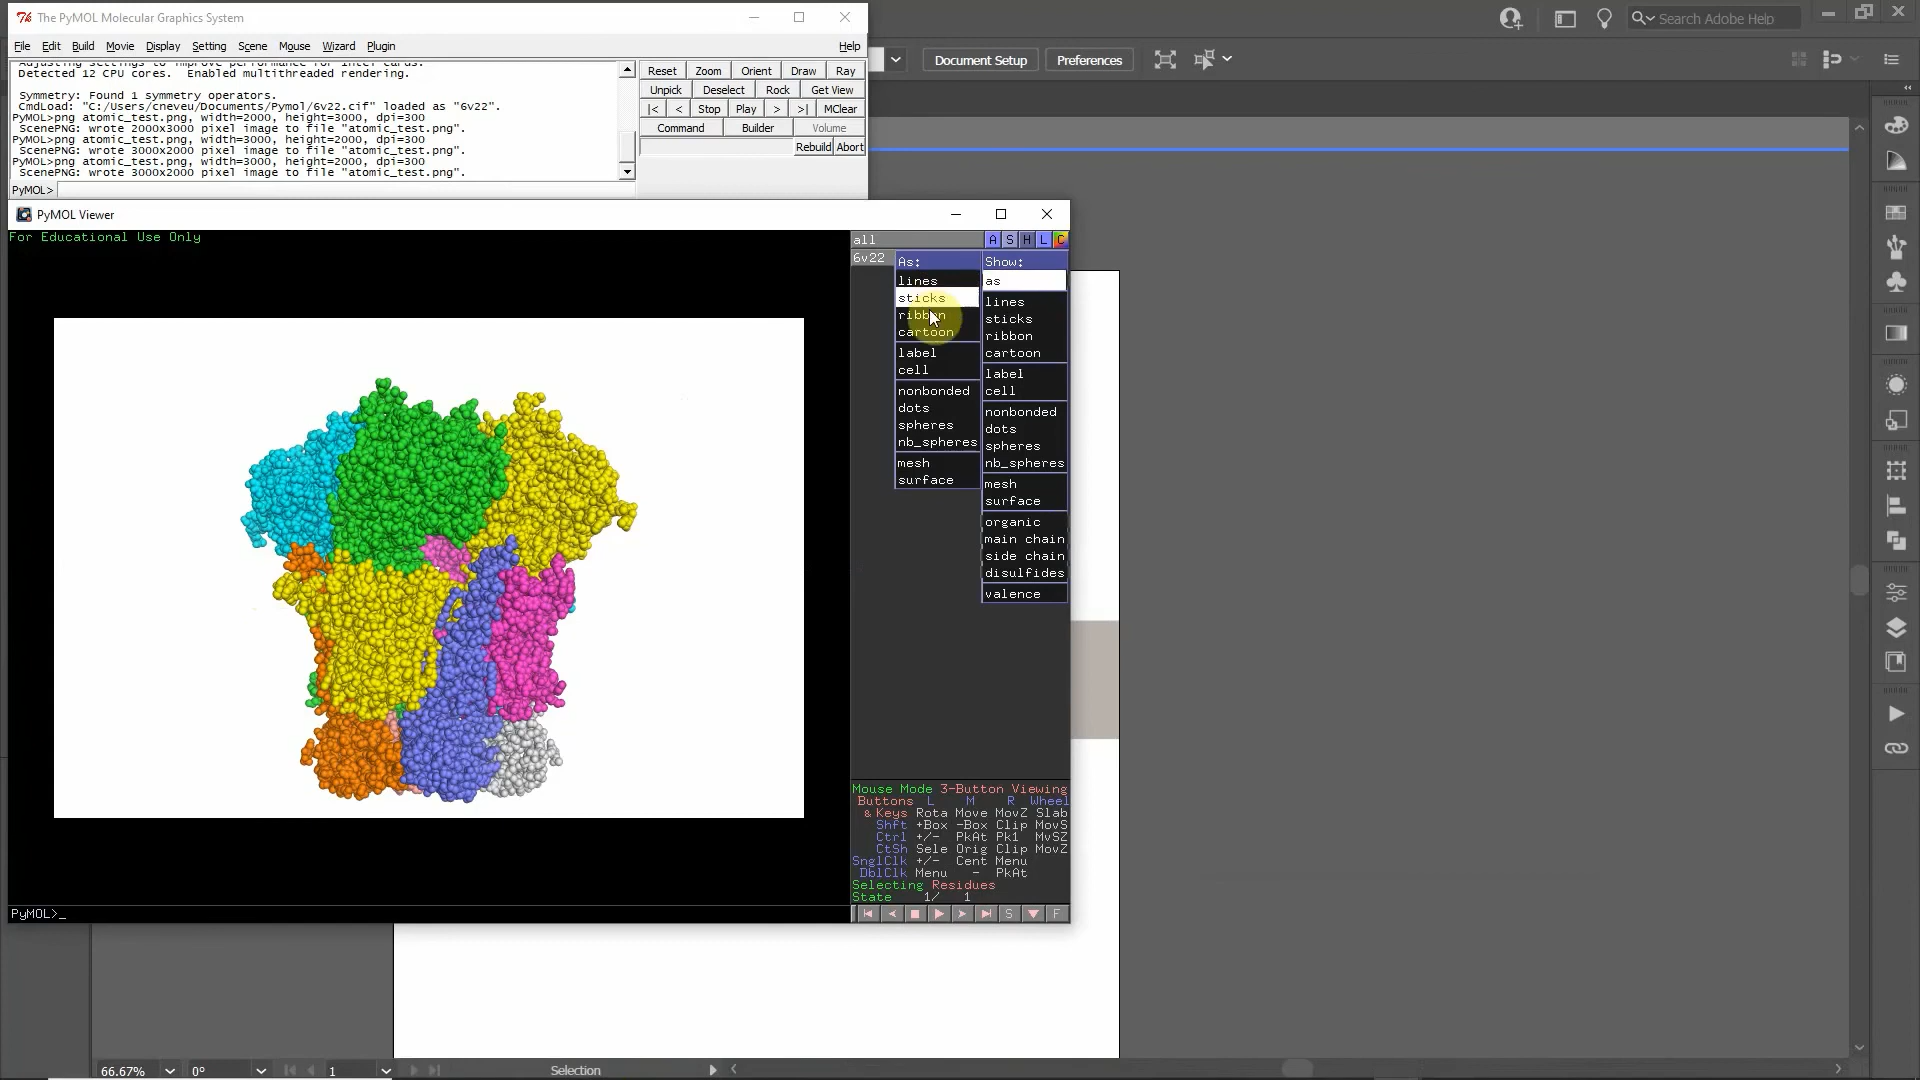 The PyMOL Molecular Graphics System
File Edit Build Movie Display Setting Scene Mouse Wizard Plugin Help
Adjusting settings to improve performance for Intel cards.
Detected 12 CPU cores.  Enabled multithreaded rendering.
Symmetry: Found 1 symmetry operators.
CmdLoad: "C:/Users/cneveu/Documents/Pymol/6v22.cif" loaded as "6v22".
PyMOL>png atomic_test.png, width=2000, height=3000, dpi=300
ScenePNG: wrote 2000x3000 pixel image to file "atomic_test.png".
PyMOL>png atomic_test.png, width=3000, height=2000, dpi=300
ScenePNG: wrote 3000x2000 pixel image to file "atomic_test.png".
PyMOL>png atomic_test.png, width=3000, height=2000, dpi=300
ScenePNG: wrote 3000x2000 pixel image to file "atomic_test.png".
PyMOL>
Reset Zoom Orient Draw Ray
Unpick Deselect Rock Get View
|< < Stop Play > >| MClear
Command Builder Volume
Rebuild Abort
Search Adobe Help
Document Setup Preferences
PyMOL Viewer
For Educational Use Only
all A S H L C
6v22
As:
lines
sticks
ribbon
cartoon
label
cell
nonbonded
dots
spheres
nb_spheres
mesh
surface
Show:
as
lines
sticks
ribbon
cartoon
label
cell
nonbonded
dots
spheres
nb_spheres
mesh
surface
organic
main chain
side chain
disulfides
valence
Mouse Mode 3-Button Viewing
Buttons L M R Wheel
& Keys Rota Move MovZ Slab
Shft +Box -Box Clip MovS
Ctrl +/- PkAt Pk1 MvSZ
CtSh Sele Orig Clip MovZ
SnglClk +/- Cent Menu
DblClk Menu - PkAt
Selecting Residues
State 1/ 1
S F
PyMOL>_
66.67% 0° 1 Selection